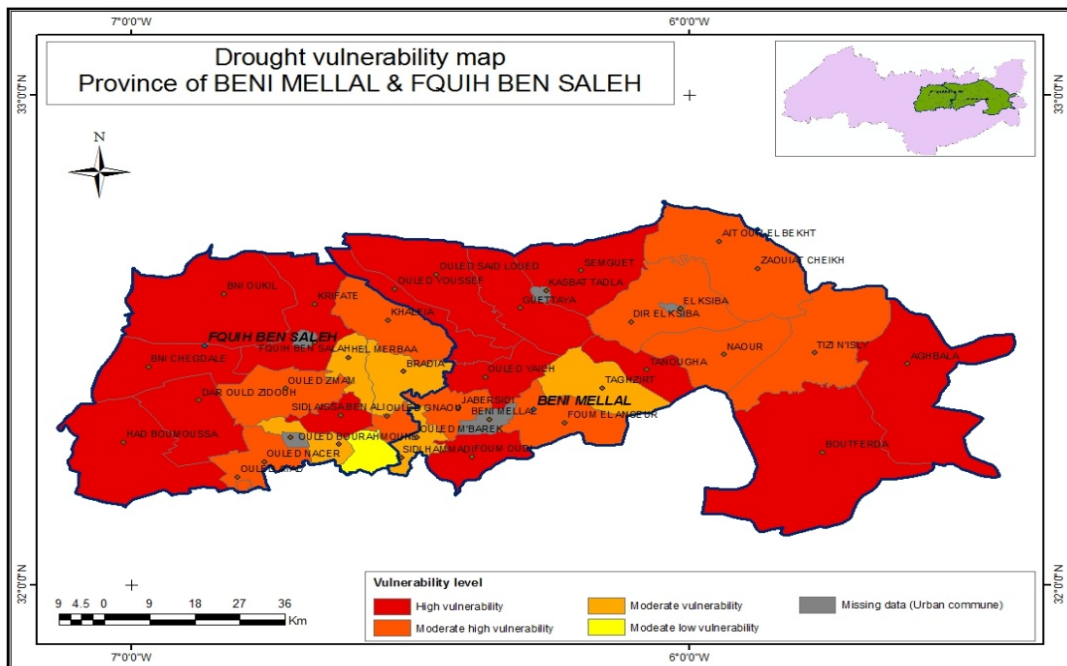 7°0'0"W
6°0'0"W
Drought vulnerability map
Province of BENI MELLAL & FQUIH BEN SALEH
33°0'0"N
33°0'0"N
N
AIT OUR EL BEKHT
ZAOUIAT CHEIKH
OULED SAID LOUED
SEMGUET
OULED YOUSSEF
KASBAT TADLA
BNI OUKIL
KRIFATE
GUETTAYA
EL KSIBA
KHALFIA
DIR EL KSIBA
FQUIH BEN SALEH
FQUIH BEN SALAH
HEL MERBAA
NAOUR
TIZI N'ISLY
BNI CHEGDALE
BRADIA
TANOUGHA
AGHBALA
OULED YAICH
OULED ZMAM
TAGHZIRT
DAR OULD ZIDOUH
BENI MELLAL
SIDI AISSA BEN ALI
OULED GNAOU
JABERSIDI
BENI MELLAL
FOUM EL ANSEUR
HAD BOUMOUSSA
OULED M'BAREK
OULED BOURAHMOUNE
BOUTFERDA
OULED NACER
SIDI HAMMADI
FOUM OUDI
32°0'0"N
32°0'0"N
Vulnerability level
High vulnerability
Moderate vulnerability
Missing data (Urban commune)
Moderate high vulnerability
Modeate low vulnerability
9 4.5 0 9 18 27 36
Km
7°0'0"W
6°0'0"W